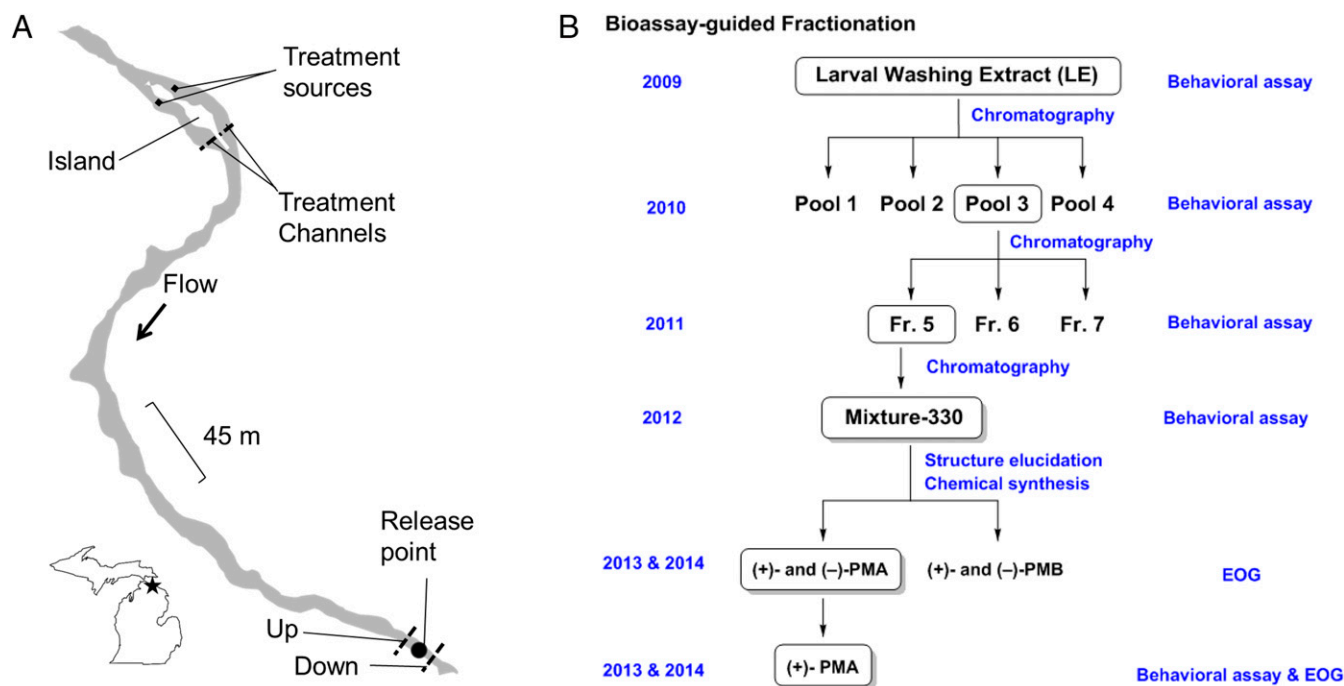 A
Treatment
sources
Island
Treatment
Channels
Flow
45 m
Release
point
Up
Down
B Bioassay-guided Fractionation
2009 Larval Washing Extract (LE) Behavioral assay
Chromatography
2010 Pool 1 Pool 2 Pool 3 Pool 4 Behavioral assay
Chromatography
2011 Fr. 5 Fr. 6 Fr. 7 Behavioral assay
Chromatography
2012 Mixture-330 Behavioral assay
Structure elucidation
Chemical synthesis
2013 & 2014 (+)- and (–)-PMA (+)- and (–)-PMB EOG
2013 & 2014 (+)- PMA Behavioral assay & EOG